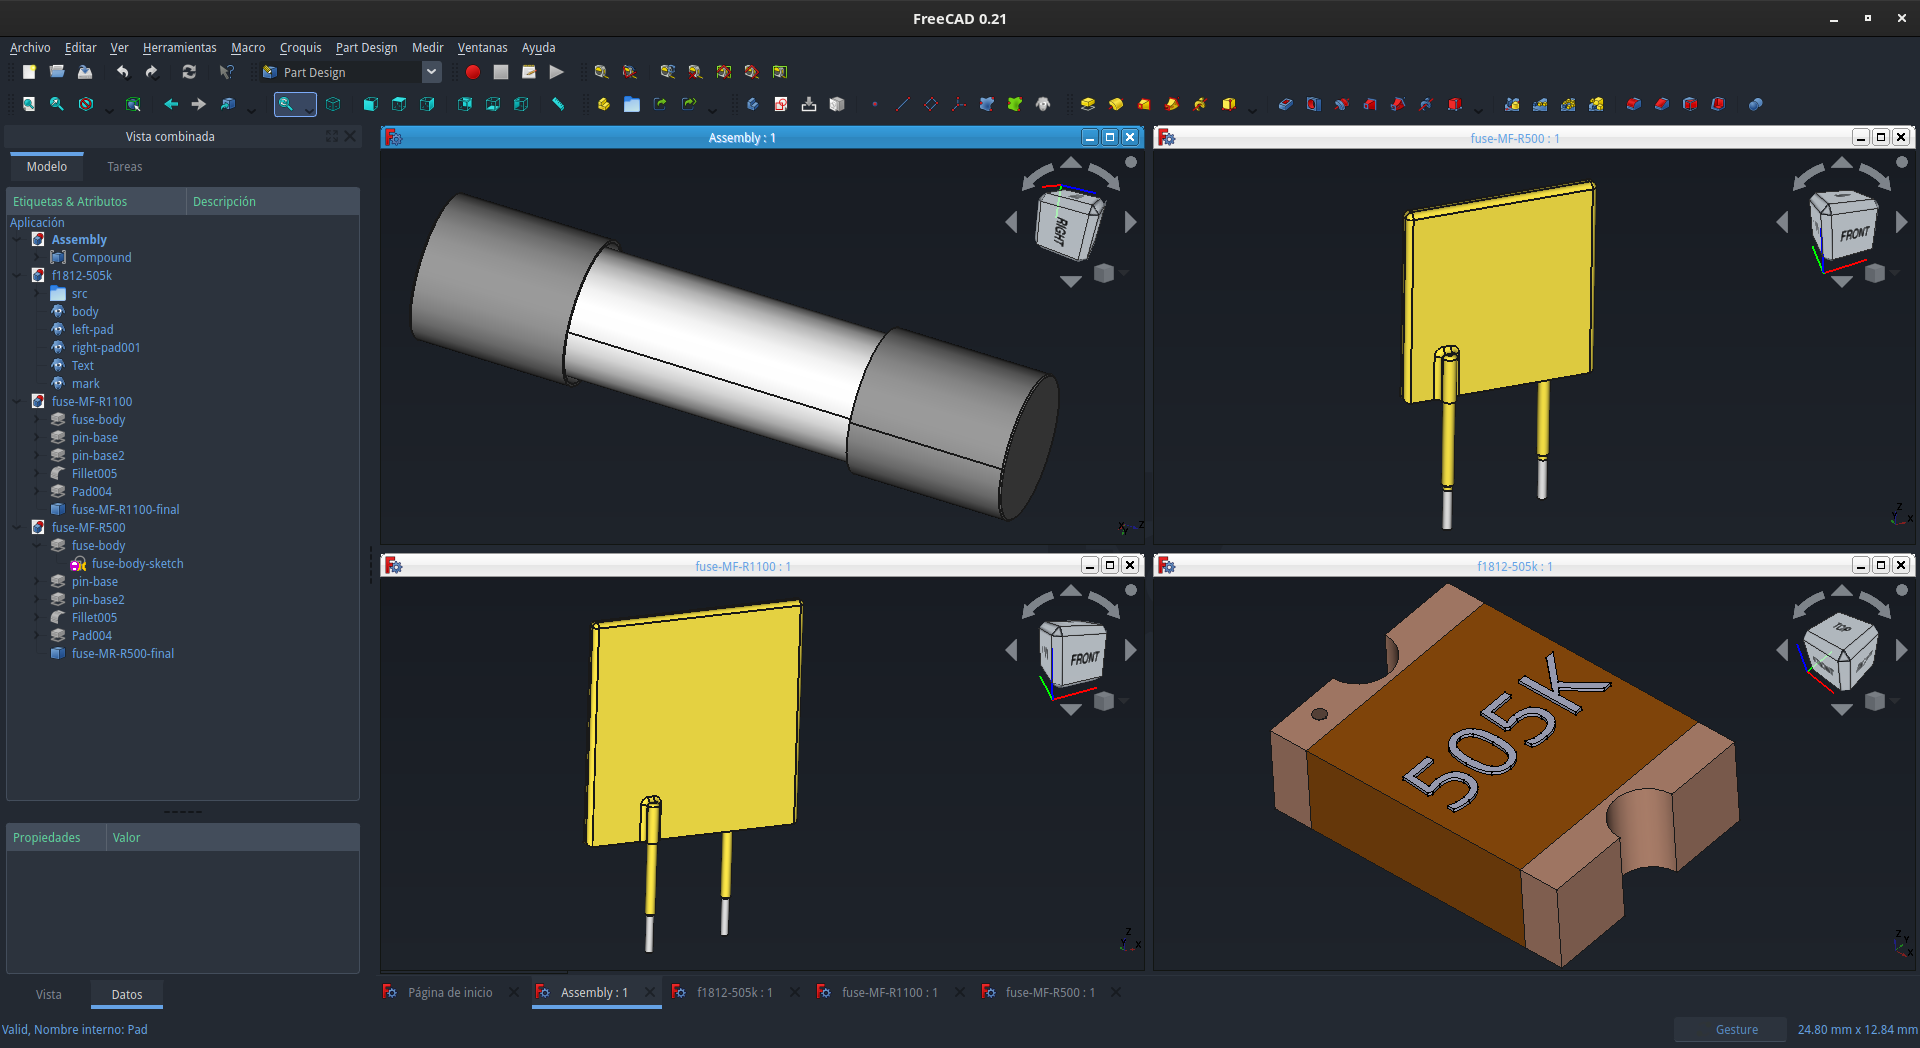 FreeCAD 0.21
Archivo Editar Ver Herramientas Macro Croquis Part Design Medir Ventanas Ayuda
Part Design
Vista combinada
Modelo Tareas
Etiquetas & Atributos Descripción
Aplicación
Assembly
Compound
f1812-505k
src
body
left-pad
right-pad001
Text
mark
fuse-MF-R1100
fuse-body
pin-base
pin-base2
Fillet005
Pad004
fuse-MF-R1100-final
fuse-MF-R500
fuse-body
fuse-body-sketch
pin-base
pin-base2
Fillet005
Pad004
fuse-MR-R500-final
Propiedades Valor
Vista Datos
Assembly : 1
RIGHT
X Y Z
fuse-MF-R500 : 1
FRONT
Z Y X
fuse-MF-R1100 : 1
FRONT
Z Y X
f1812-505k : 1
TOP
505K
Z Y X
Página de inicio Assembly : 1 f1812-505k : 1 fuse-MF-R1100 : 1 fuse-MF-R500 : 1
Valid, Nombre interno: Pad Gesture 24.80 mm x 12.84 mm